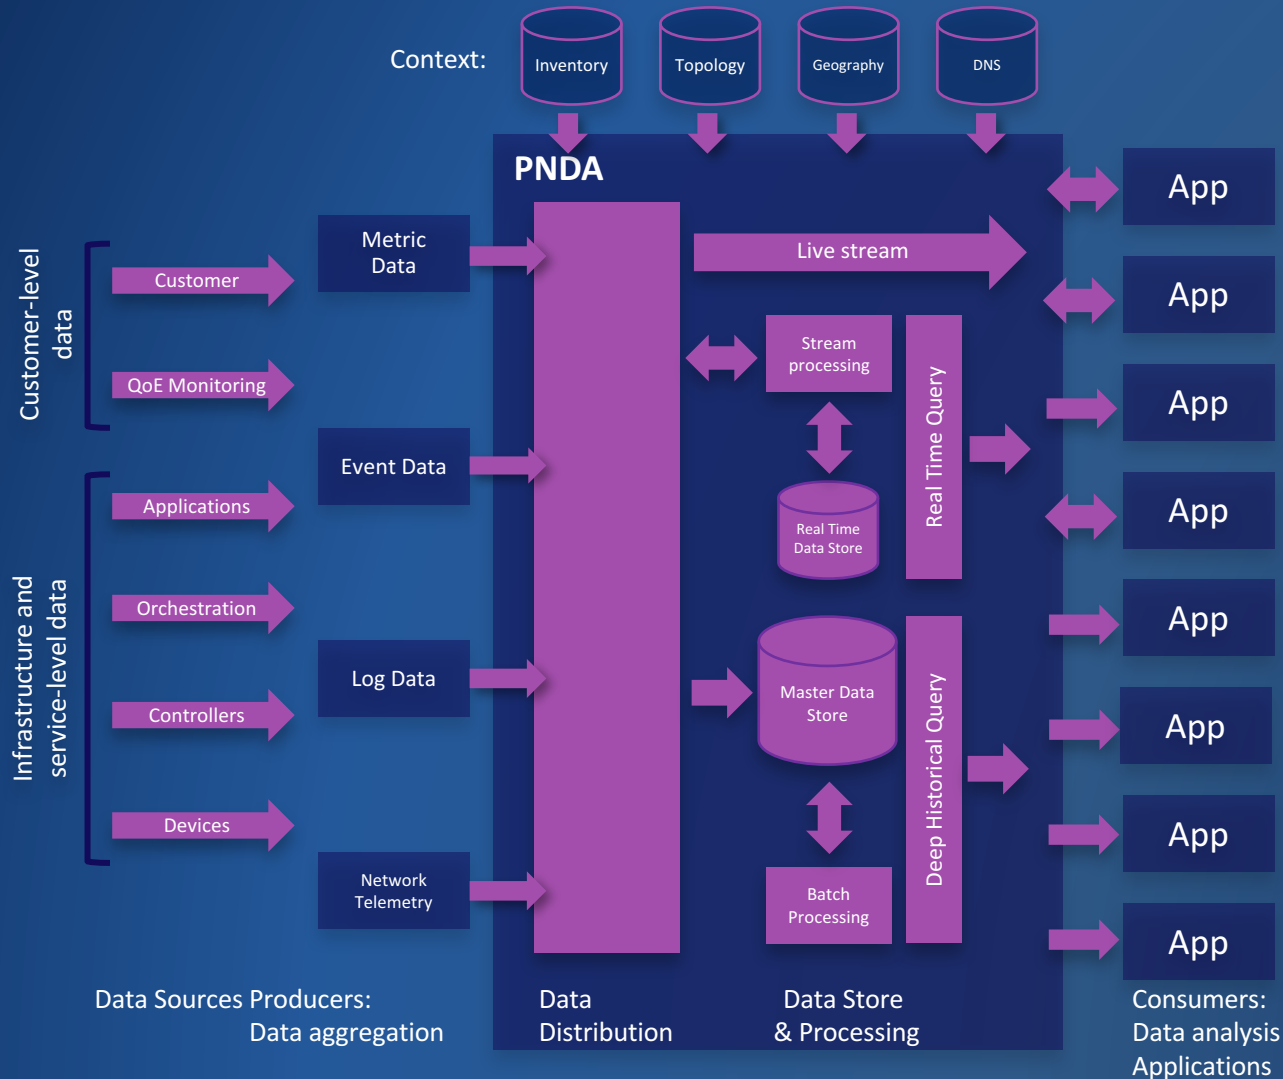 Context:
Inventory
Topology
Geography
DNS
PNDA
Customer-level
data
Infrastructure and
service-level data
Customer
QoE Monitoring
Applications
Orchestration
Controllers
Devices
Metric
Data
Event Data
Log Data
Network
Telemetry
Live stream
Stream
processing
Real Time
Data Store
Real Time Query
Master Data
Store
Batch
Processing
Deep Historical Query
App
App
App
App
App
App
App
App
Data Sources
Producers:
Data aggregation
Data
Distribution
Data Store
& Processing
Consumers:
Data analysis
Applications